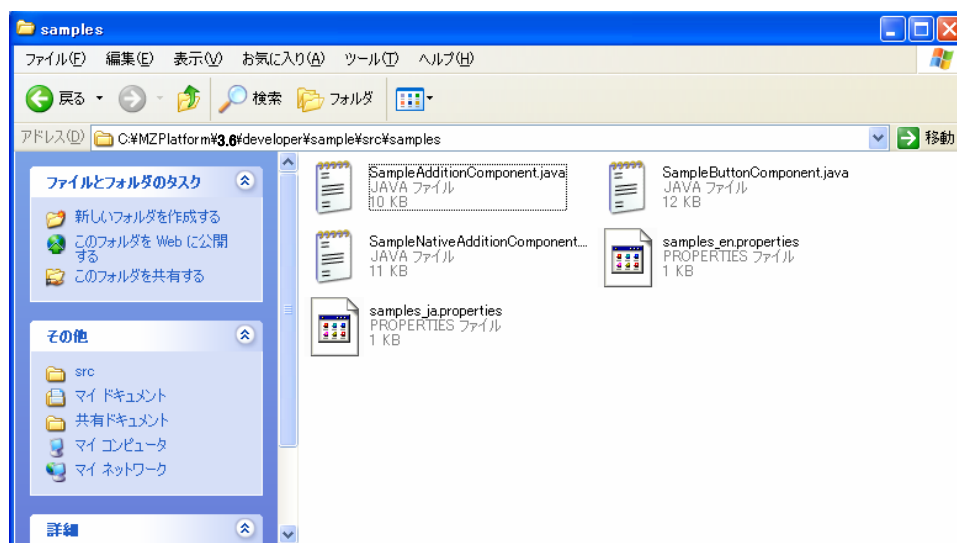 samples
ファイル(F) 編集(E) 表示(V) お気に入り(A) ツール(T) ヘルプ(H)
戻る 検索 フォルダ
アドレス(D) C:¥MZPlatform¥3.6¥developer¥sample¥src¥samples 移動
ファイルとフォルダのタスク
新しいフォルダを作成する
このフォルダを Web に公開
する
このフォルダを共有する
その他
src
マイ ドキュメント
共有ドキュメント
マイ コンピュータ
マイ ネットワーク
詳細
SampleAdditionComponent.java
JAVA ファイル
10 KB
SampleButtonComponent.java
JAVA ファイル
12 KB
SampleNativeAdditionComponent...
JAVA ファイル
11 KB
samples_en.properties
PROPERTIES ファイル
1 KB
samples_ja.properties
PROPERTIES ファイル
1 KB